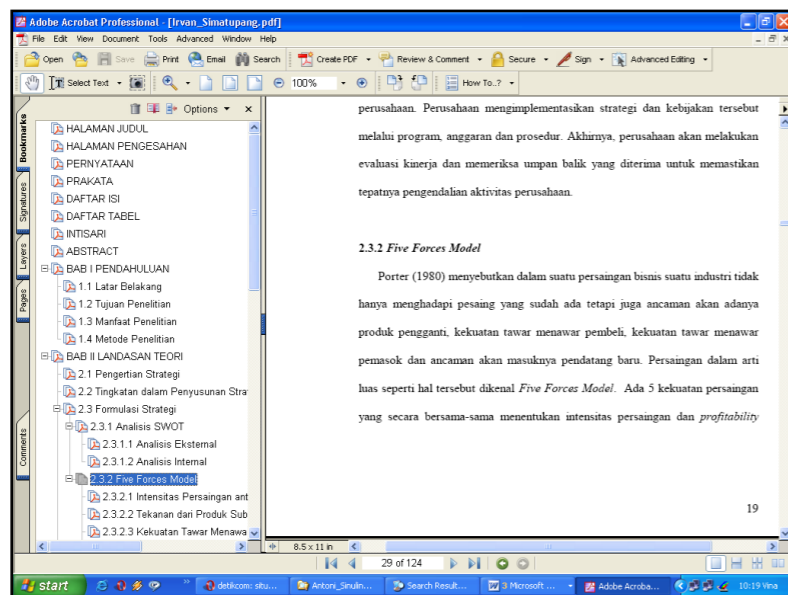 Adobe Acrobat Professional - [Irvan_Simatupang.pdf]
File Edit View Document Tools Advanced Window Help
Open Save Print Email Search Create PDF Review & Comment Secure Sign Advanced Editing
Select Text 100% How To..?
Options
Bookmarks
Signatures
Layers
Pages
Comments
HALAMAN JUDUL
HALAMAN PENGESAHAN
PERNYATAAN
PRAKATA
DAFTAR ISI
DAFTAR TABEL
INTISARI
ABSTRACT
BAB I PENDAHULUAN
1.1 Latar Belakang
1.2 Tujuan Penelitian
1.3 Manfaat Penelitian
1.4 Metode Penelitian
BAB II LANDASAN TEORI
2.1 Pengertian Strategi
2.2 Tingkatan dalam Penyusunan Stra
2.3 Formulasi Strategi
2.3.1 Analisis SWOT
2.3.1.1 Analisis Eksternal
2.3.1.2 Analisis Internal
2.3.2 Five Forces Model
2.3.2.1 Intensitas Persaingan ant
2.3.2.2 Tekanan dari Produk Sub
2.3.2.3 Kekuatan Tawar Menawa
perusahaan. Perusahaan mengimplementasikan strategi dan kebijakan tersebut
melalui program, anggaran dan prosedur. Akhirnya, perusahaan akan melakukan
evaluasi kinerja dan memeriksa umpan balik yang diterima untuk memastikan
tepatnya pengendalian aktivitas perusahaan.
2.3.2 Five Forces Model
Porter (1980) menyebutkan dalam suatu persaingan bisnis suatu industri tidak
hanya menghadapi pesaing yang sudah ada tetapi juga ancaman akan adanya
produk pengganti, kekuatan tawar menawar pembeli, kekuatan tawar menawar
pemasok dan ancaman akan masuknya pendatang baru. Persaingan dalam arti
luas seperti hal tersebut dikenal Five Forces Model. Ada 5 kekuatan persaingan
yang secara bersama-sama menentukan intensitas persaingan dan profitability
19
8.5 x 11 in
29 of 124
start detikcom: situ... Antoni_Sinulin... Search Result... 3 Microsoft ... Adobe Acroba... 10:19 Vina